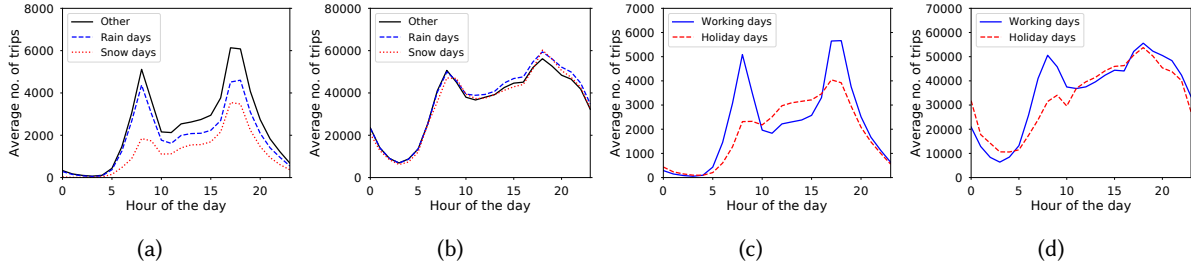 Average no. of trips
8000
6000
4000
2000
0
Other
Rain days
Snow days
0 5 10 15 20
Hour of the day
(a)
Average no. of trips
100000
80000
60000
40000
20000
0
Other
Rain days
Snow days
0 5 10 15 20
Hour of the day
(b)
Average no. of trips
7000
6000
5000
4000
3000
2000
1000
0
Working days
Holiday days
0 5 10 15 20
Hour of the day
(c)
Average no. of trips
70000
60000
50000
40000
30000
20000
10000
0
Working days
Holiday days
0 5 10 15 20
Hour of the day
(d)